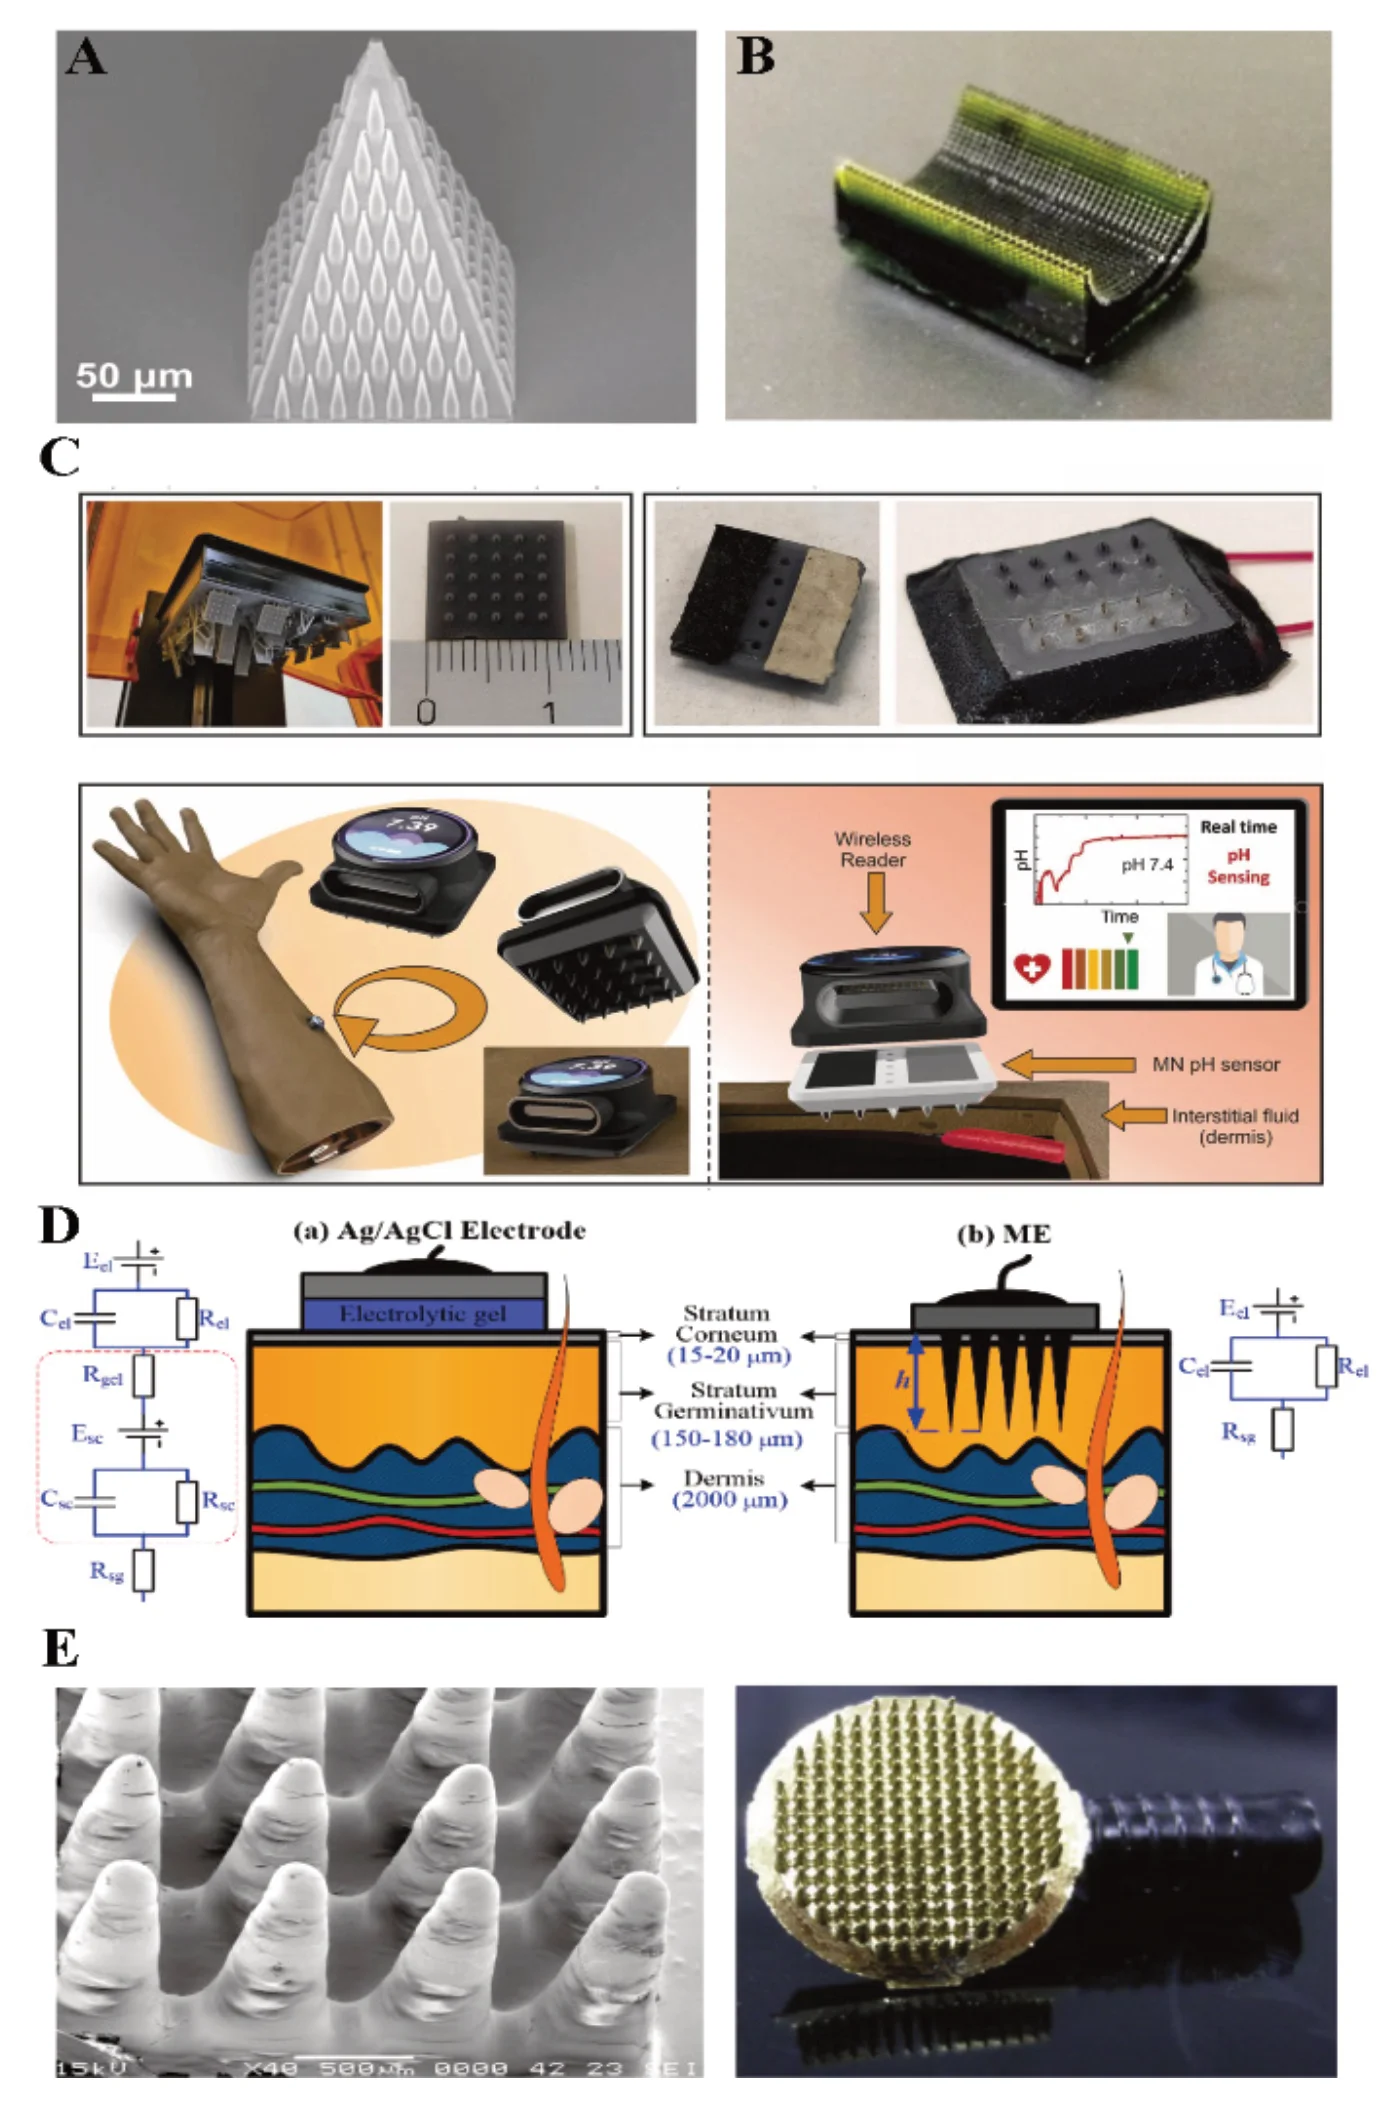 A
B
50 µm
C
0 1
7.39
7.39
Wireless
Reader
pH
pH 7.4
Time
Real time
pH
Sensing
MN pH sensor
Interstitial fluid
(dermis)
D
(a) Ag/AgCl Electrode
(b) ME
Eel
+
Cel
Rel
Rgel
Esc
+
Csc
Rsc
Rsg
Electrolytic gel
Stratum
Corneum
(15-20 µm)
Stratum
Germinativum
(150-180 µm)
Dermis
(2000 µm)
h
Eel
+
Cel
Rel
Rsg
E
15kV X40 500µm 0000 42 23 SEI